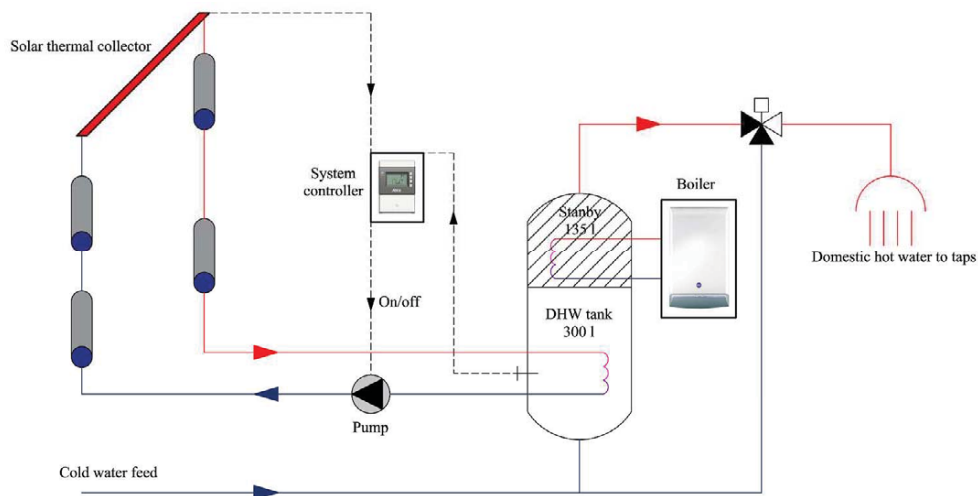 Solar thermal collector
System
controller
Stanby
135 l
Boiler
Domestic hot water to taps
On/off
DHW tank
300 l
Pump
Cold water feed